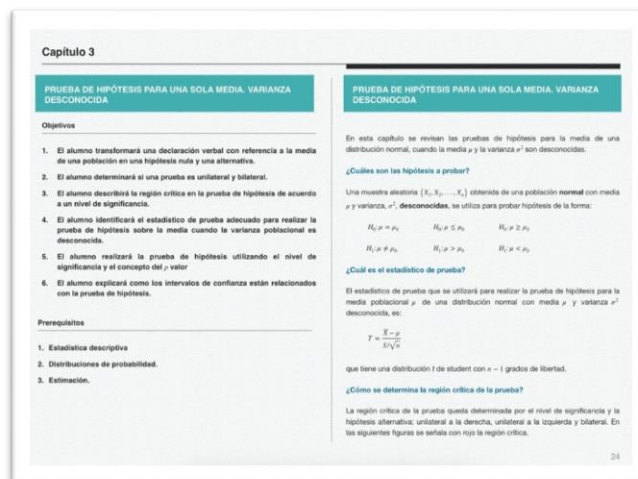 Capítulo 3
PRUEBA DE HIPÓTESIS PARA UNA SOLA MEDIA. VARIANZA
DESCONOCIDA
Objetivos
1. El alumno transformará una declaración verbal con referencia a la media
de una población en una hipótesis nula y una alternativa.
2. El alumno determinará si una prueba es unilateral y bilateral.
3. El alumno describirá la región crítica en la prueba de hipótesis de acuerdo
a un nivel de significancia.
4. El alumno identificará el estadístico de prueba adecuado para realizar la
prueba de hipótesis sobre la media cuando la varianza poblacional es
desconocida.
5. El alumno realizará la prueba de hipótesis utilizando el nivel de
significancia y el concepto del p valor
6. El alumno explicará como los intervalos de confianza están relacionados
con la prueba de hipótesis.
Prerequisitos
1. Estadística descriptiva
2. Distribuciones de probabilidad.
3. Estimación.
PRUEBA DE HIPÓTESIS PARA UNA SOLA MEDIA. VARIANZA
DESCONOCIDA
En esta capítulo se revisan las pruebas de hipótesis para la media de una
distribución normal, cuando la media μ y la varianza σ² son desconocidas.
¿Cuáles son las hipótesis a probar?
Una muestra aleatoria {X₁, X₂, . . . , Xₙ} obtenida de una población normal con media
μ y varianza, σ², desconocidas, se utiliza para probar hipótesis de la forma:
H₀: μ = μ₀ H₀: μ ≤ μ₀ H₀: μ ≥ μ₀
H₁: μ ≠ μ₀ H₁: μ > μ₀ H₁: μ < μ₀
¿Cuál es el estadístico de prueba?
El estadístico de prueba que se utilizará para realizar la prueba de hipótesis para la
media poblacional μ de una distribución normal con media μ y varianza σ²
desconocida, es:
T = (X̄ − μ) / (S/√n)
que tiene una distribución t de student con n − 1 grados de libertad.
¿Cómo se determina la región crítica de la prueba?
La región crítica de la prueba queda determinada por el nivel de significancia y la
hipótesis alternativa: unilateral a la derecha, unilateral a la izquierda y bilateral. En
las siguientes figuras se señala con rojo la región crítica.
24